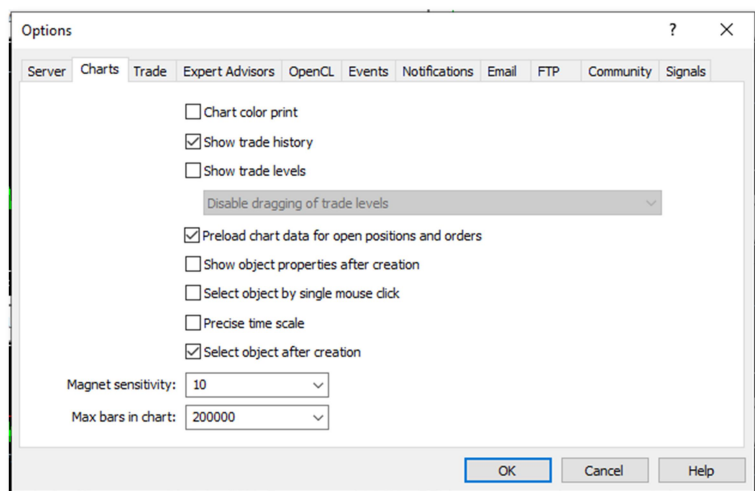 Options
?
Server Charts Trade Expert Advisors OpenCL Events Notifications Email FTP Community Signals
Chart color print
Show trade history
Show trade levels
Disable dragging of trade levels
Preload chart data for open positions and orders
Show object properties after creation
Select object by single mouse click
Precise time scale
Select object after creation
Magnet sensitivity: 10
Max bars in chart: 200000
OK Cancel Help